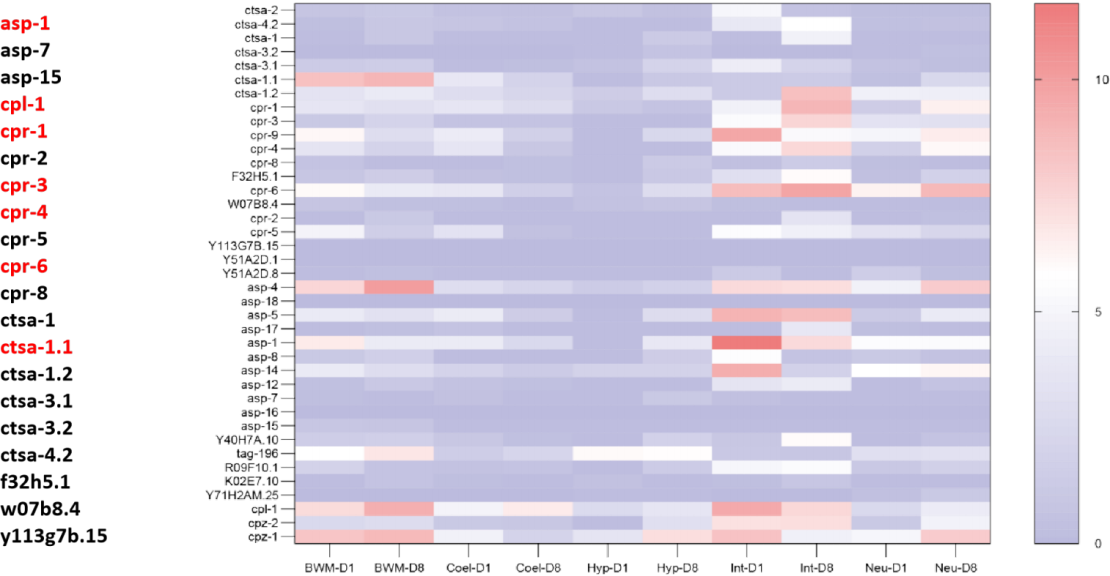 asp-1
asp-7
asp-15
cpl-1
cpr-1
cpr-2
cpr-3
cpr-4
cpr-5
cpr-6
cpr-8
ctsa-1
ctsa-1.1
ctsa-1.2
ctsa-3.1
ctsa-3.2
ctsa-4.2
f32h5.1
w07b8.4
y113g7b.15
ctsa-2
ctsa-4.2
ctsa-1
ctsa-3.2
ctsa-3.1
ctsa-1.1
ctsa-1.2
cpr-1
cpr-3
cpr-9
cpr-4
cpr-8
F32H5.1
cpr-6
W07B8.4
cpr-2
cpr-5
Y113G7B.15
Y51A2D.1
Y51A2D.8
asp-4
asp-18
asp-5
asp-17
asp-1
asp-8
asp-14
asp-12
asp-7
asp-16
asp-15
Y40H7A.10
tag-196
R09F10.1
K02E7.10
Y71H2AM.25
cpl-1
cpz-2
cpz-1
BWM-D1 BWM-D8 Coel-D1 Coel-D8 Hyp-D1 Hyp-D8 Int-D1 Int-D8 Neu-D1 Neu-D8
10
5
0